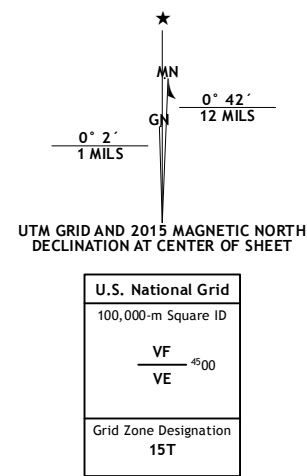 ★
MN
0° 42´
12 MILS
GN
0° 2´
1 MILS
UTM GRID AND 2015 MAGNETIC NORTH
DECLINATION AT CENTER OF SHEET
U.S. National Grid
100,000-m Square ID
VF
4500
VE
Grid Zone Designation
15T